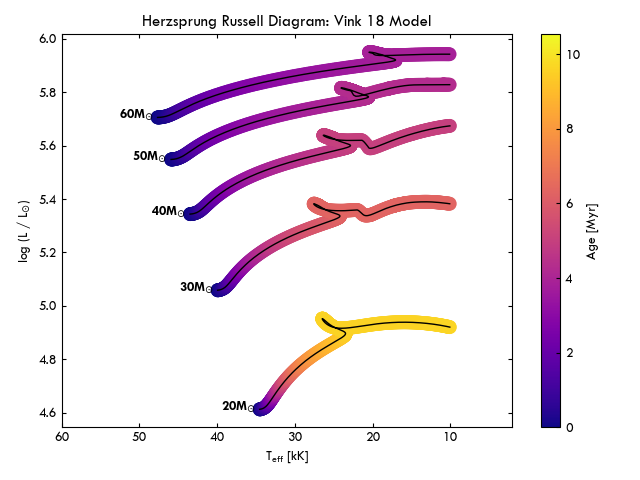 Herzsprung Russell Diagram: Vink 18 Model
log (L / L☉)
6.0
5.8
5.6
5.4
5.2
5.0
4.8
4.6
60M☉
50M☉
40M☉
30M☉
20M☉
60 50 40 30 20 10
T_eff [kK]
10
8
6
4
2
0
Age [Myr]